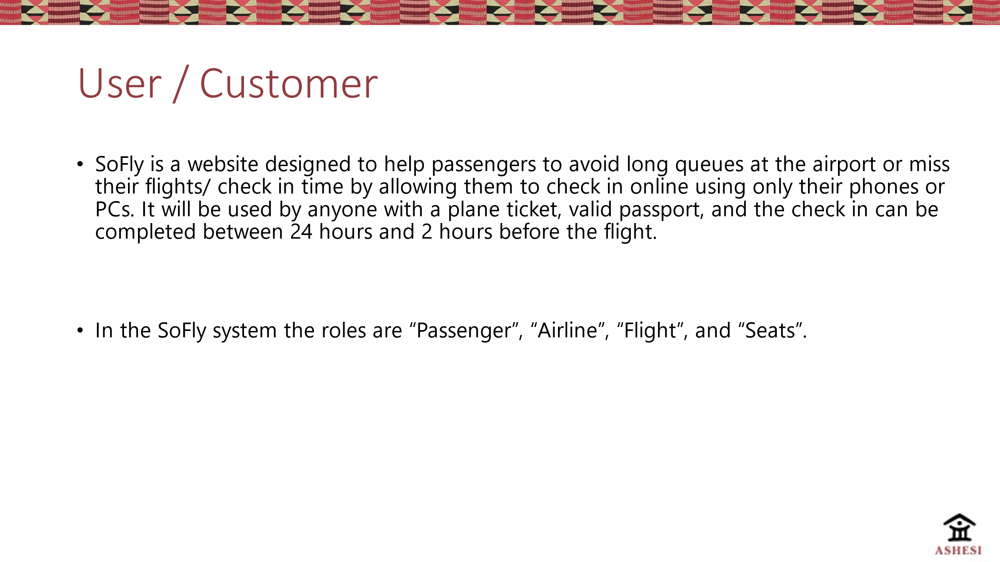 User / Customer
• SoFly is a website designed to help passengers to avoid long queues at the airport or miss
their flights/ check in time by allowing them to check in online using only their phones or
PCs. It will be used by anyone with a plane ticket, valid passport, and the check in can be
completed between 24 hours and 2 hours before the flight.
• In the SoFly system the roles are “Passenger”, “Airline”, “Flight”, and “Seats”.
ASHESI